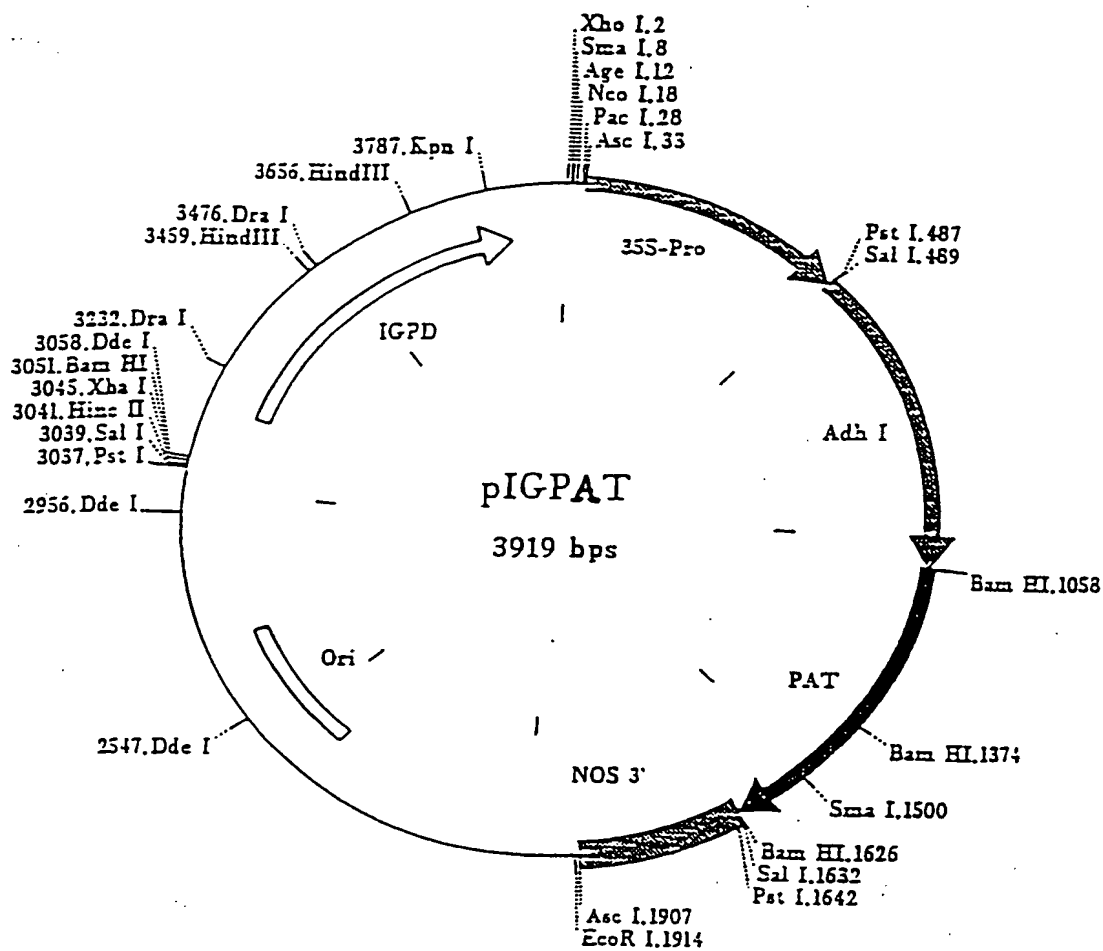 Xho I.2
Sma I.8
Age I.12
Nco I.18
Pac I.28
Asc I.33
3787.Kpn I
3656.HindIII
3476.Dra I
3459.HindIII
35S-Pro
Pst I.487
Sal I.489
3232.Dra I
3058.Dde I
3051.Bam HI
3045.Xba I
3041.Hinc II
3039.Sal I
3037.Pst I
IGPD
Adh I
2956.Dde I
pIGPAT
3919 bps
Bam HI.1058
Ori
PAT
2547.Dde I
Bam HI.1374
NOS 3'
Sma I.1500
Bam HI.1626
Sal I.1632
Pst I.1642
Asc I.1907
EcoR I.1914